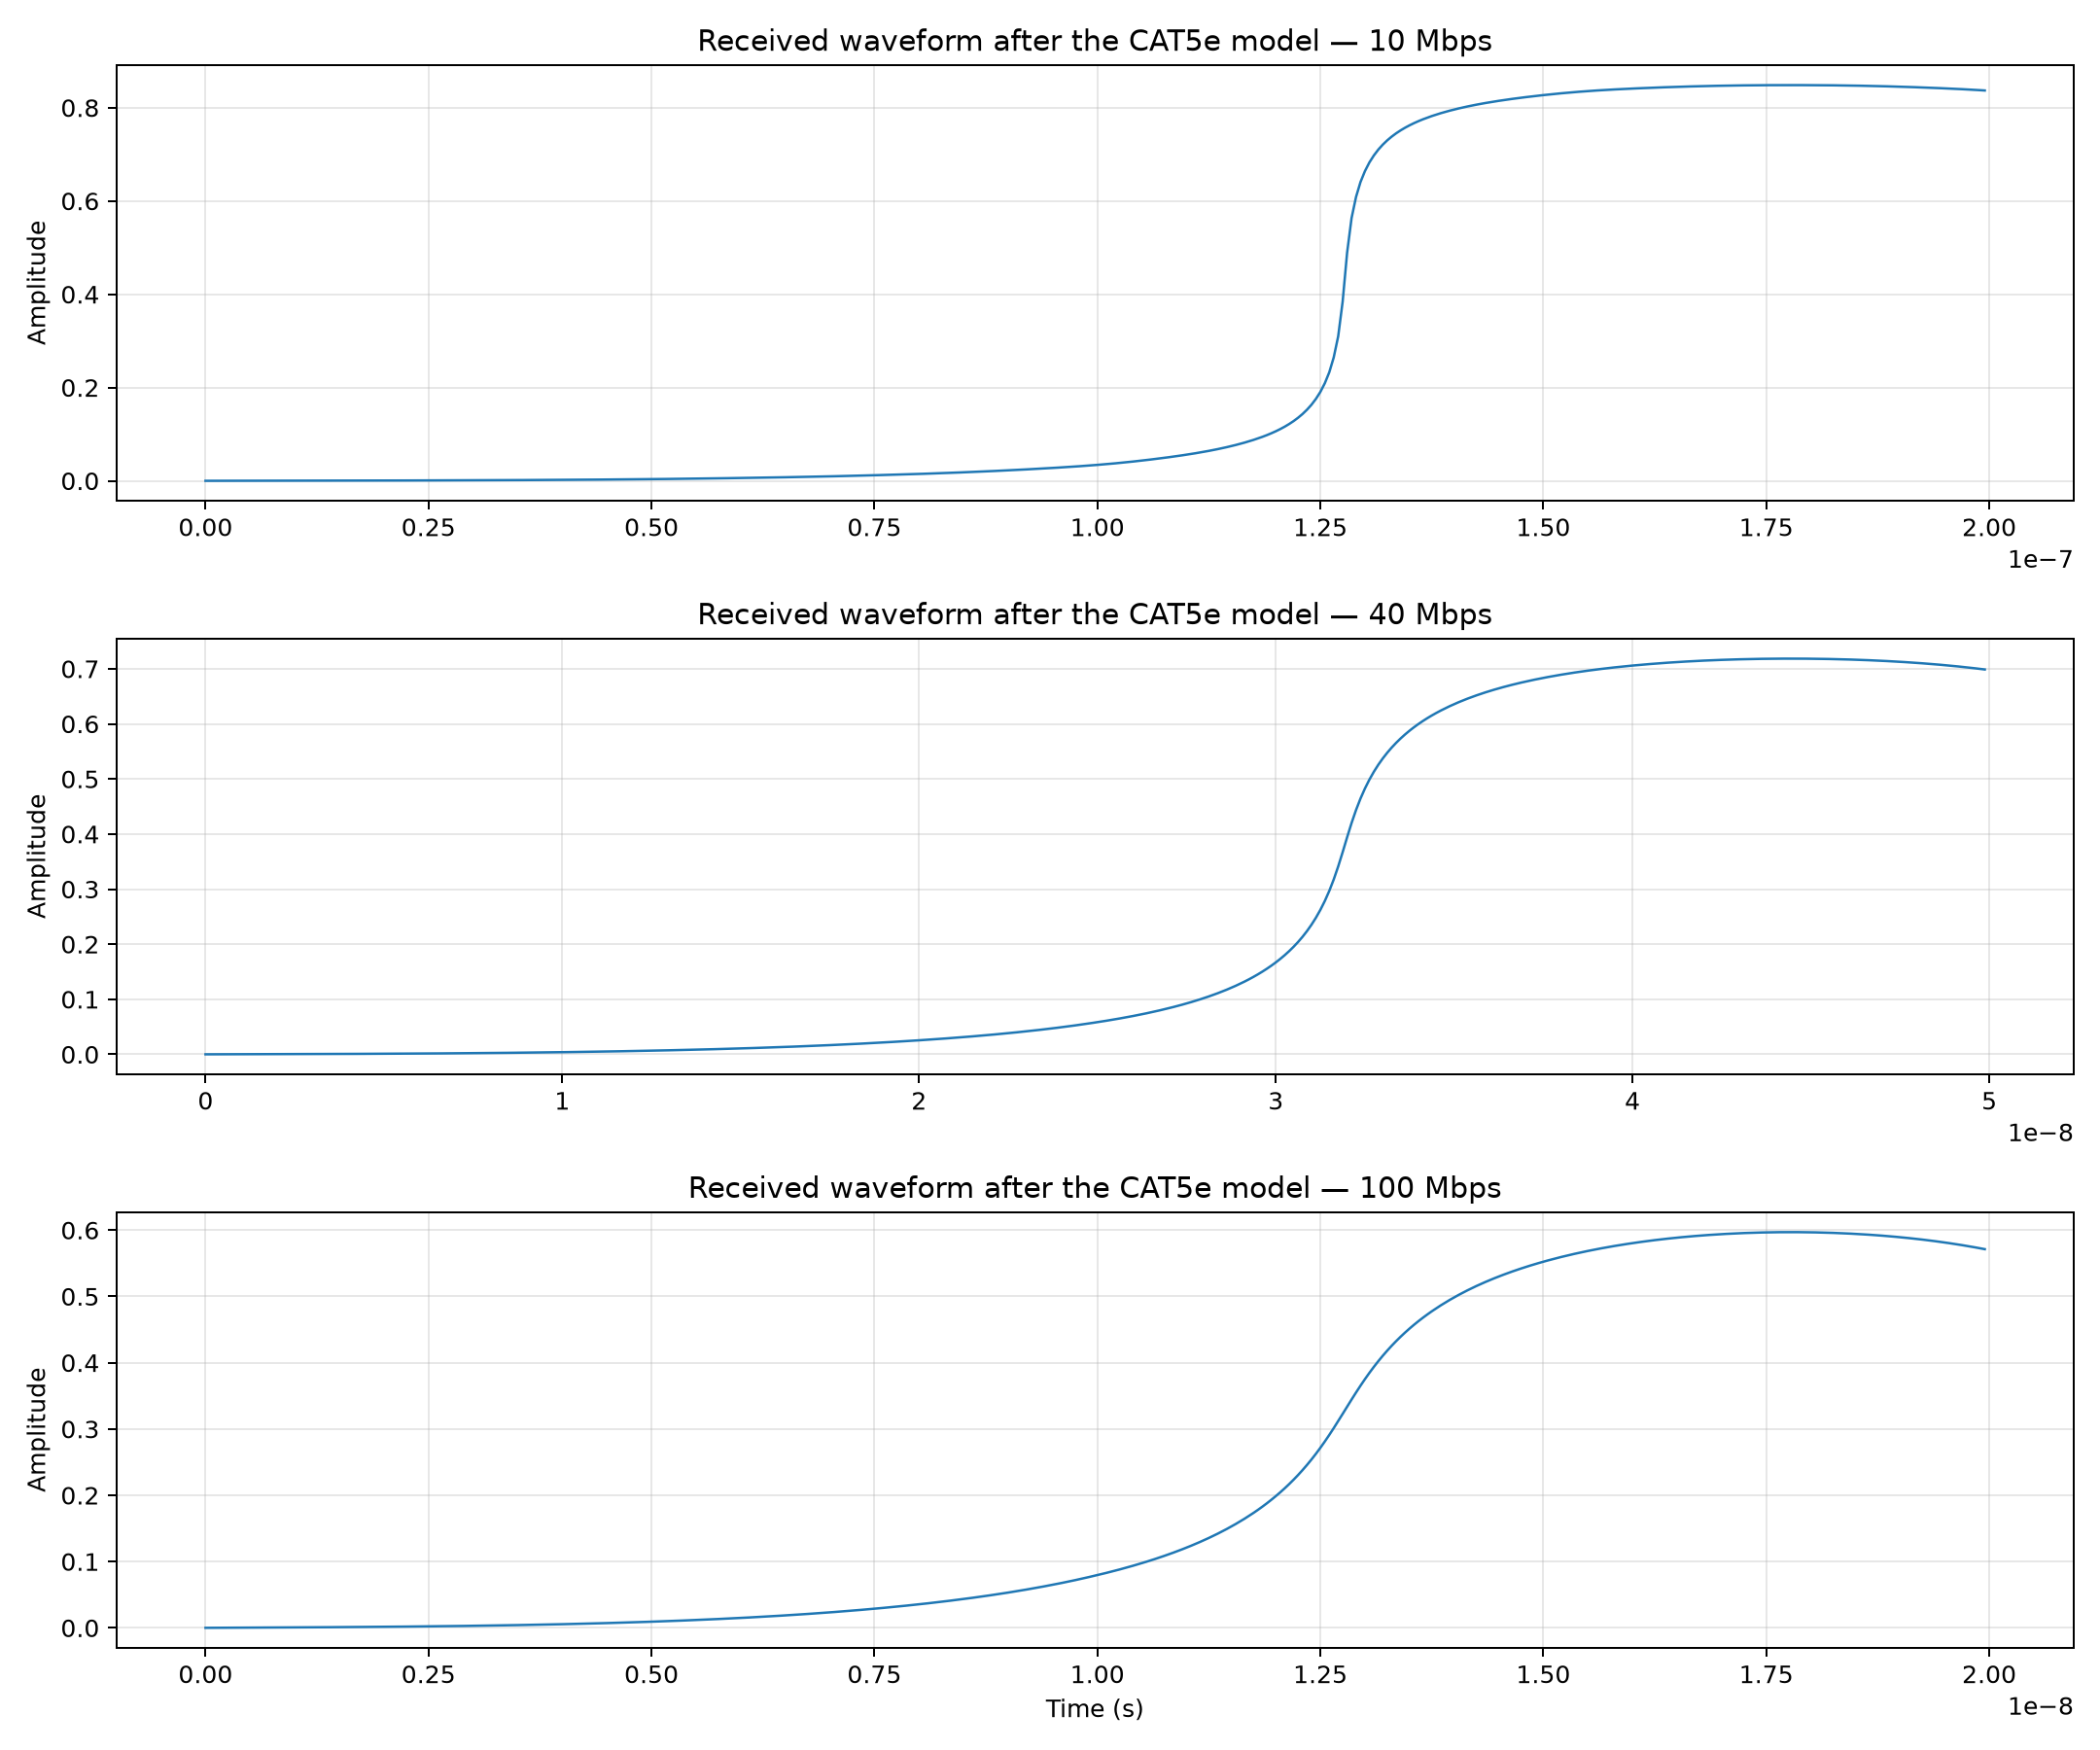 Received waveform after the CAT5e model — 10 Mbps
Amplitude
0.8
0.6
0.4
0.2
0.0
0.00 0.25 0.50 0.75 1.00 1.25 1.50 1.75 2.00
1e−7
Received waveform after the CAT5e model — 40 Mbps
Amplitude
0.7
0.6
0.5
0.4
0.3
0.2
0.1
0.0
0 1 2 3 4 5
1e−8
Received waveform after the CAT5e model — 100 Mbps
Amplitude
0.6
0.5
0.4
0.3
0.2
0.1
0.0
0.00 0.25 0.50 0.75 1.00 1.25 1.50 1.75 2.00
Time (s)
1e−8